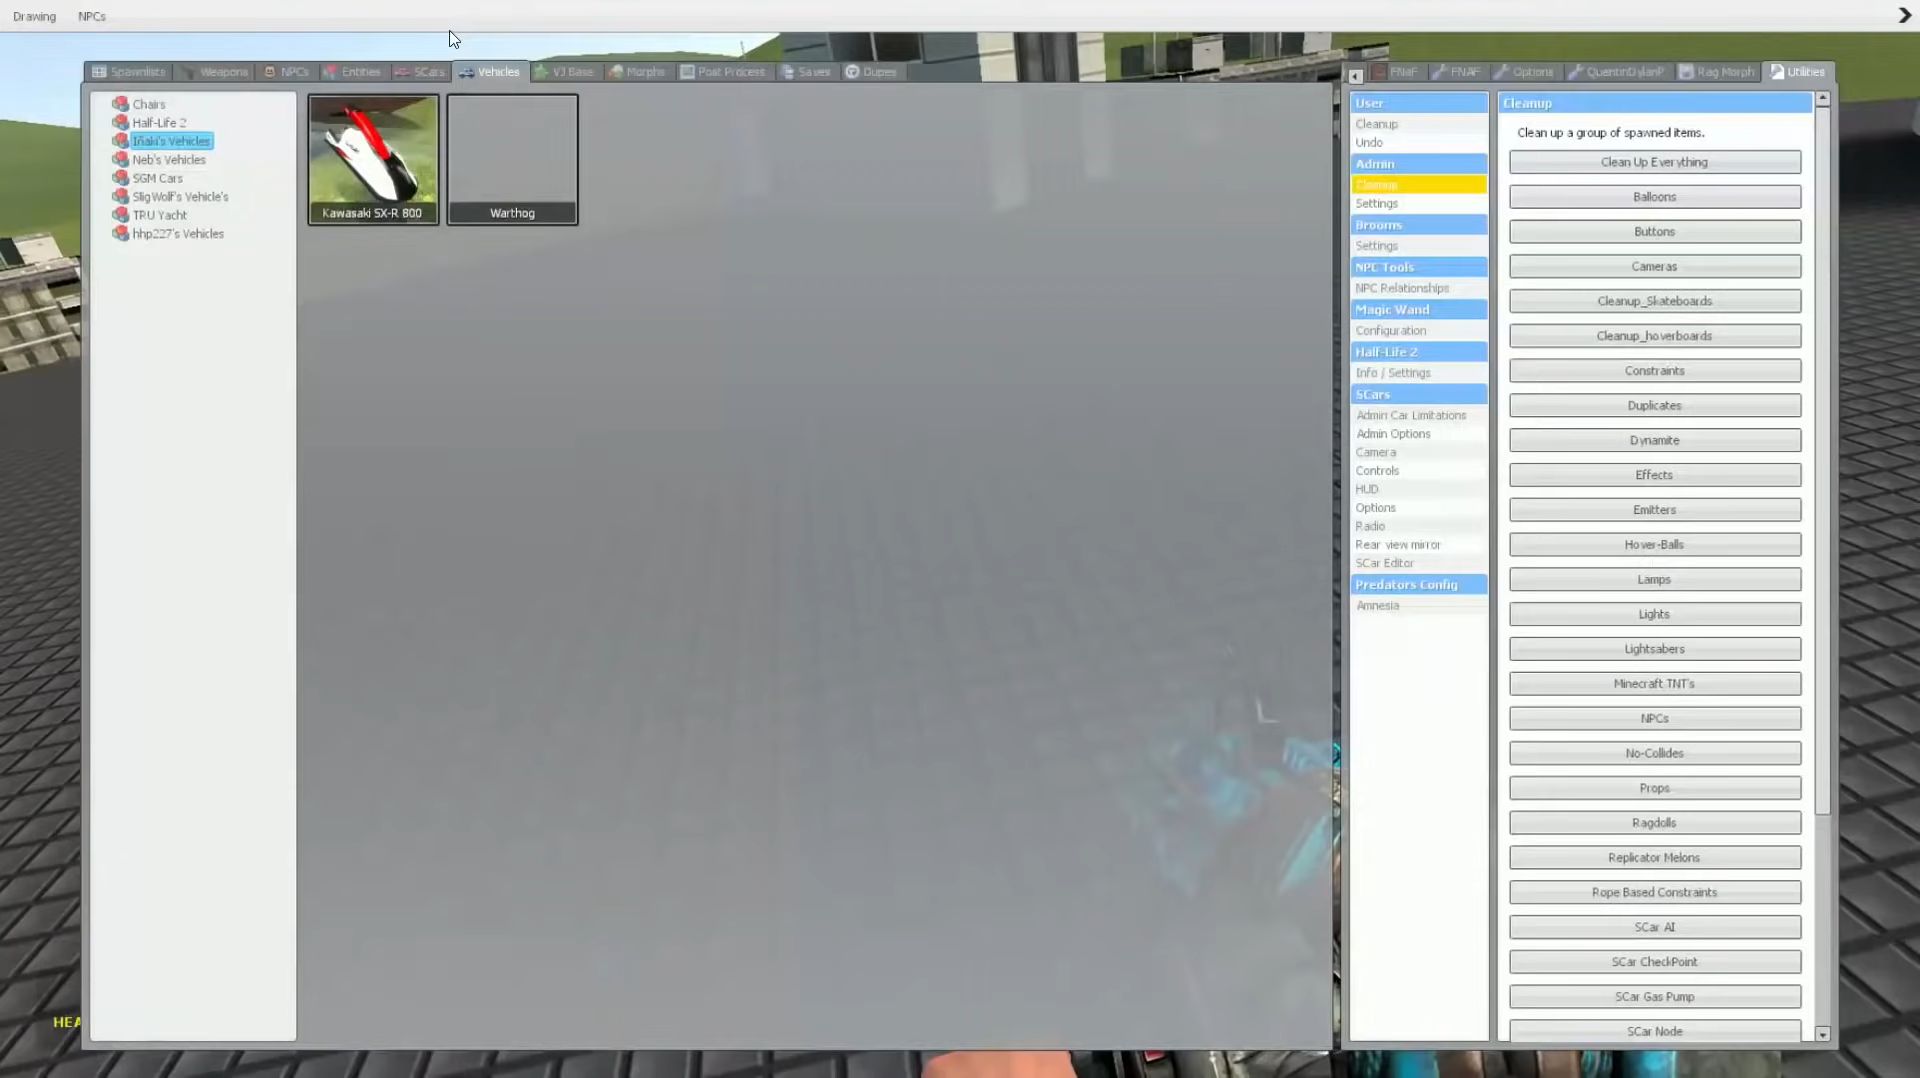 Drawing NPCs
Spawnlists Weapons NPCs Entities SCars Vehicles VJ Base Morphs Post Process Saves Dupes
FNAF FNAF Options QuentinDylanP Rag Morph Utilities
Chairs
Half-Life 2
Iñaki's Vehicles
Neb's Vehicles
SGM Cars
SligWolf's Vehicle's
TRU Yacht
hhp227's Vehicles
Kawasaki SX-R 800
Warthog
User
Cleanup
Undo
Admin
Cleanup
Settings
Brooms
Settings
NPC Tools
NPC Relationships
Magic Wand
Configuration
Half-Life 2
Info / Settings
SCars
Admin Car Limitations
Admin Options
Camera
Controls
HUD
Options
Radio
Rear view mirror
SCar Editor
Predators Config
Amnesia
Cleanup
Clean up a group of spawned items.
Clean Up Everything
Balloons
Buttons
Cameras
Cleanup_Skateboards
Cleanup_hoverboards
Constraints
Duplicates
Dynamite
Effects
Emitters
Hover-Balls
Lamps
Lights
Lightsabers
Minecraft TNT's
NPCs
No-Collides
Props
Ragdolls
Replicator Melons
Rope Based Constraints
SCar AI
SCar CheckPoint
SCar Gas Pump
SCar Node
HEA